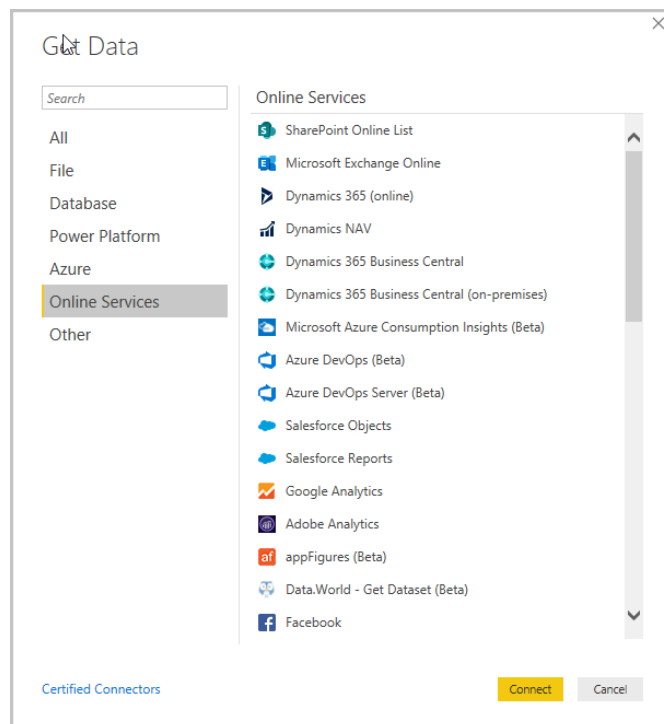 Get Data
Search
All
File
Database
Power Platform
Azure
Online Services
Other
Online Services
SharePoint Online List
Microsoft Exchange Online
Dynamics 365 (online)
Dynamics NAV
Dynamics 365 Business Central
Dynamics 365 Business Central (on-premises)
Microsoft Azure Consumption Insights (Beta)
Azure DevOps (Beta)
Azure DevOps Server (Beta)
Salesforce Objects
Salesforce Reports
Google Analytics
Adobe Analytics
appFigures (Beta)
Data.World - Get Dataset (Beta)
Facebook
Certified Connectors
Connect
Cancel